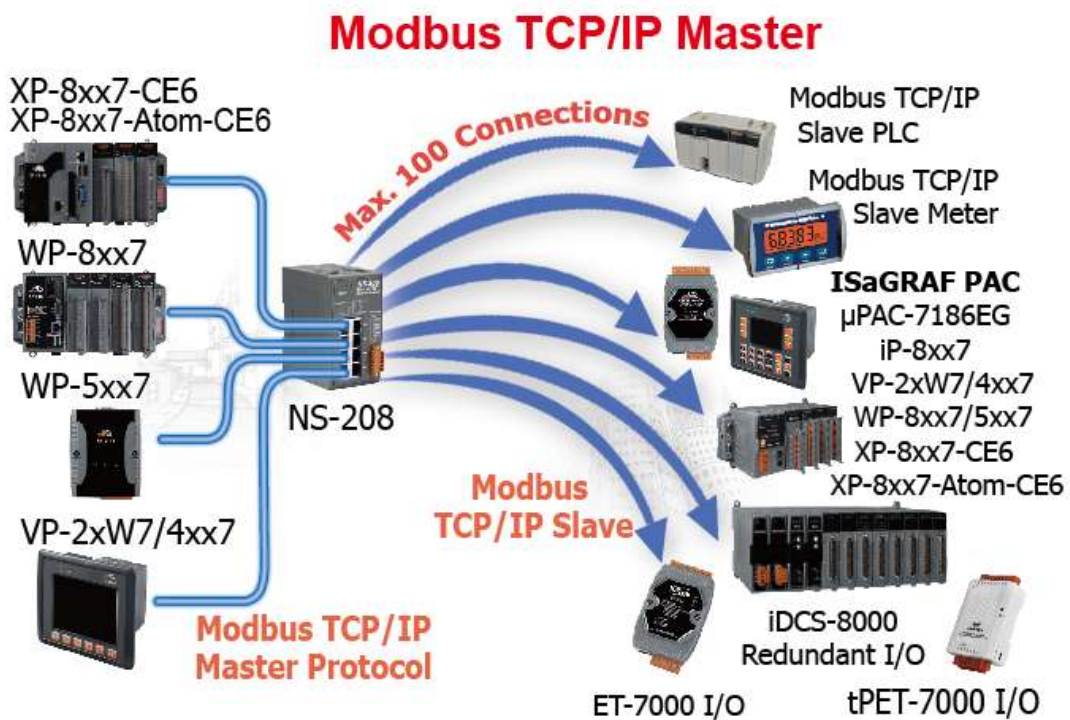 Modbus TCP/IP Master
XP-8xx7-CE6
XP-8xx7-Atom-CE6
WP-8xx7
WP-5xx7
VP-2xW7/4xx7
Modbus TCP/IP
Master Protocol
NS-208
Max. 100 Connections
Modbus
TCP/IP Slave
Modbus TCP/IP
Slave PLC
Modbus TCP/IP
Slave Meter
68383
ISaGRAF PAC
µPAC-7186EG
iP-8xx7
VP-2xW7/4xx7
WP-8xx7/5xx7
XP-8xx7-CE6
XP-8xx7-Atom-CE6
iDCS-8000
Redundant I/O
ET-7000 I/O
tPET-7000 I/O